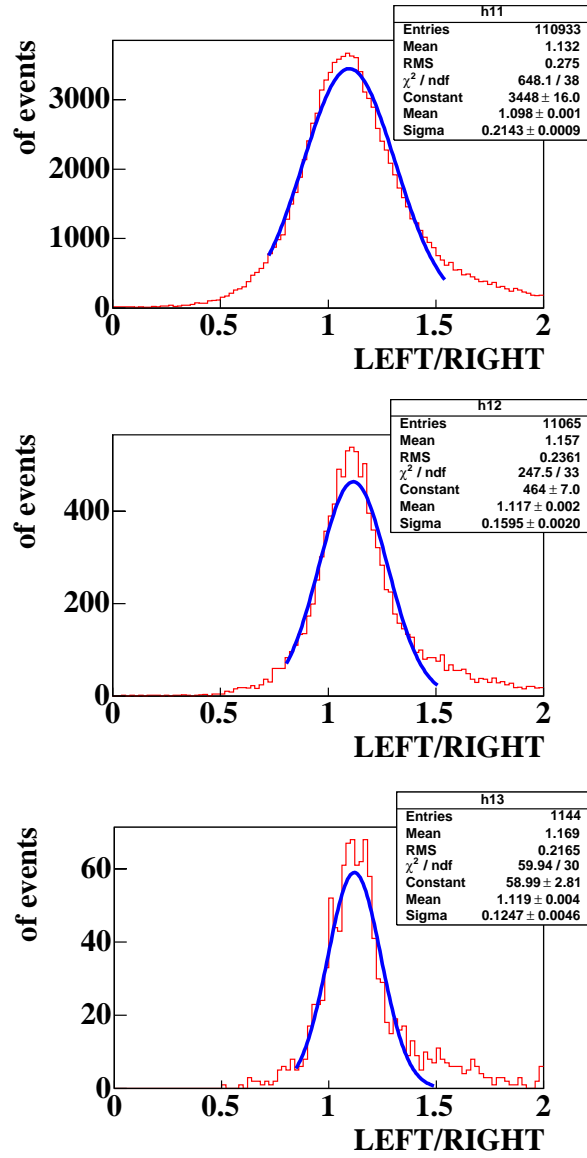 h11
Entries 110933
Mean 1.132
RMS 0.275
χ² / ndf 648.1 / 38
Constant 3448 ± 16.0
Mean 1.098 ± 0.001
Sigma 0.2143 ± 0.0009
of events
3000
2000
1000
0
0 0.5 1 1.5 2
LEFT/RIGHT
h12
Entries 11065
Mean 1.157
RMS 0.2361
χ² / ndf 247.5 / 33
Constant 464 ± 7.0
Mean 1.117 ± 0.002
Sigma 0.1595 ± 0.0020
of events
400
200
0
0 0.5 1 1.5 2
LEFT/RIGHT
h13
Entries 1144
Mean 1.169
RMS 0.2165
χ² / ndf 59.94 / 30
Constant 58.99 ± 2.81
Mean 1.119 ± 0.004
Sigma 0.1247 ± 0.0046
of events
60
40
20
0
0 0.5 1 1.5 2
LEFT/RIGHT